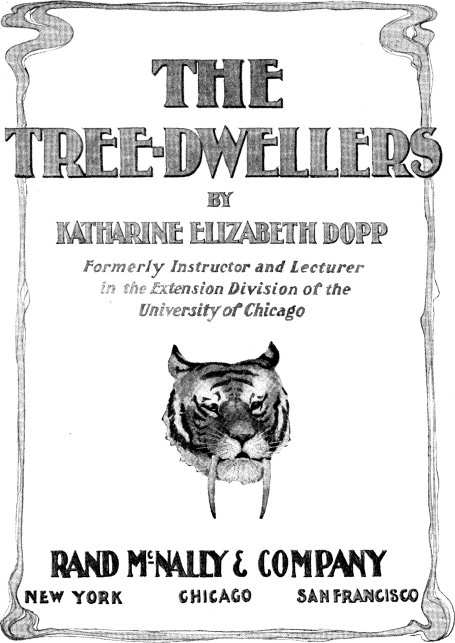 THE
TREE-DWELLERS
BY
KATHARINE ELIZABETH DOPP
Formerly Instructor and Lecturer
in the Extension Division of the
University of Chicago
RAND McNALLY & COMPANY
NEW YORK CHICAGO SAN FRANCISCO